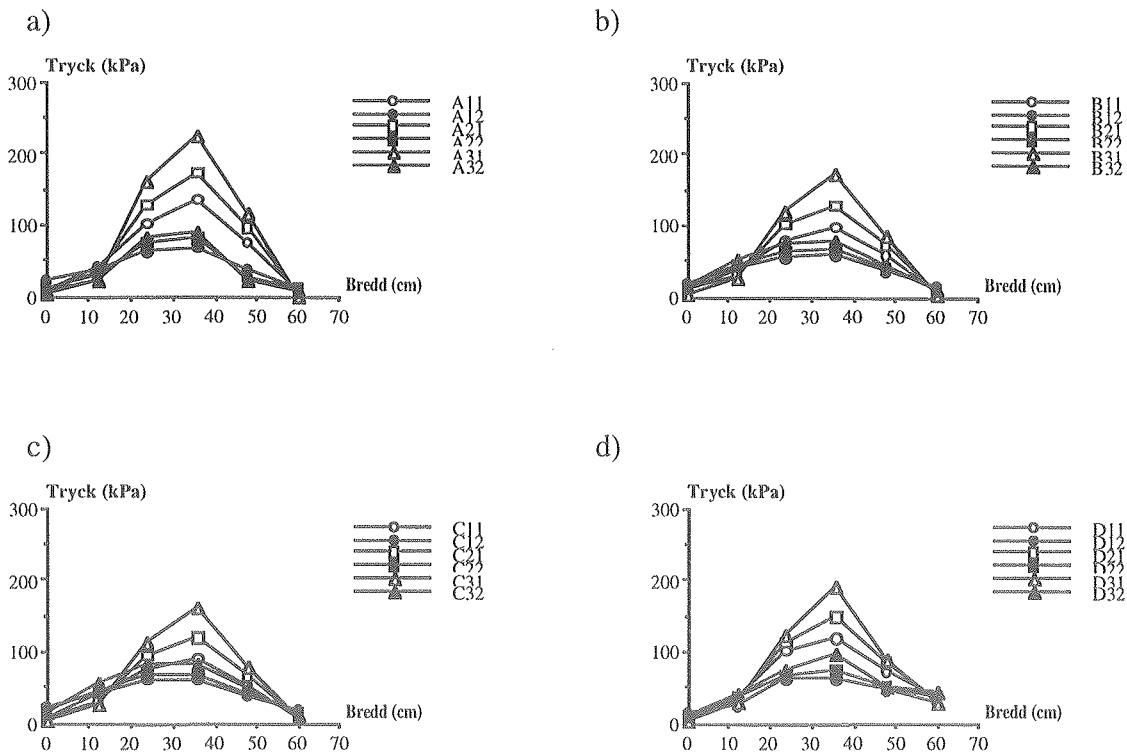 a)
Tryck (kPa)
300
200
100
0
0 10 20 30 40 50 60 70
Bredd (cm)
A11
A12
A21
A22
A31
A32
b)
Tryck (kPa)
300
200
100
0
0 10 20 30 40 50 60 70
Bredd (cm)
B11
B12
B21
B22
B31
B32
c)
Tryck (kPa)
300
200
100
0
0 10 20 30 40 50 60 70
Bredd (cm)
C11
C12
C21
C22
C31
C32
d)
Tryck (kPa)
300
200
100
0
0 10 20 30 40 50 60 70
Bredd (cm)
D11
D12
D21
D22
D31
D32